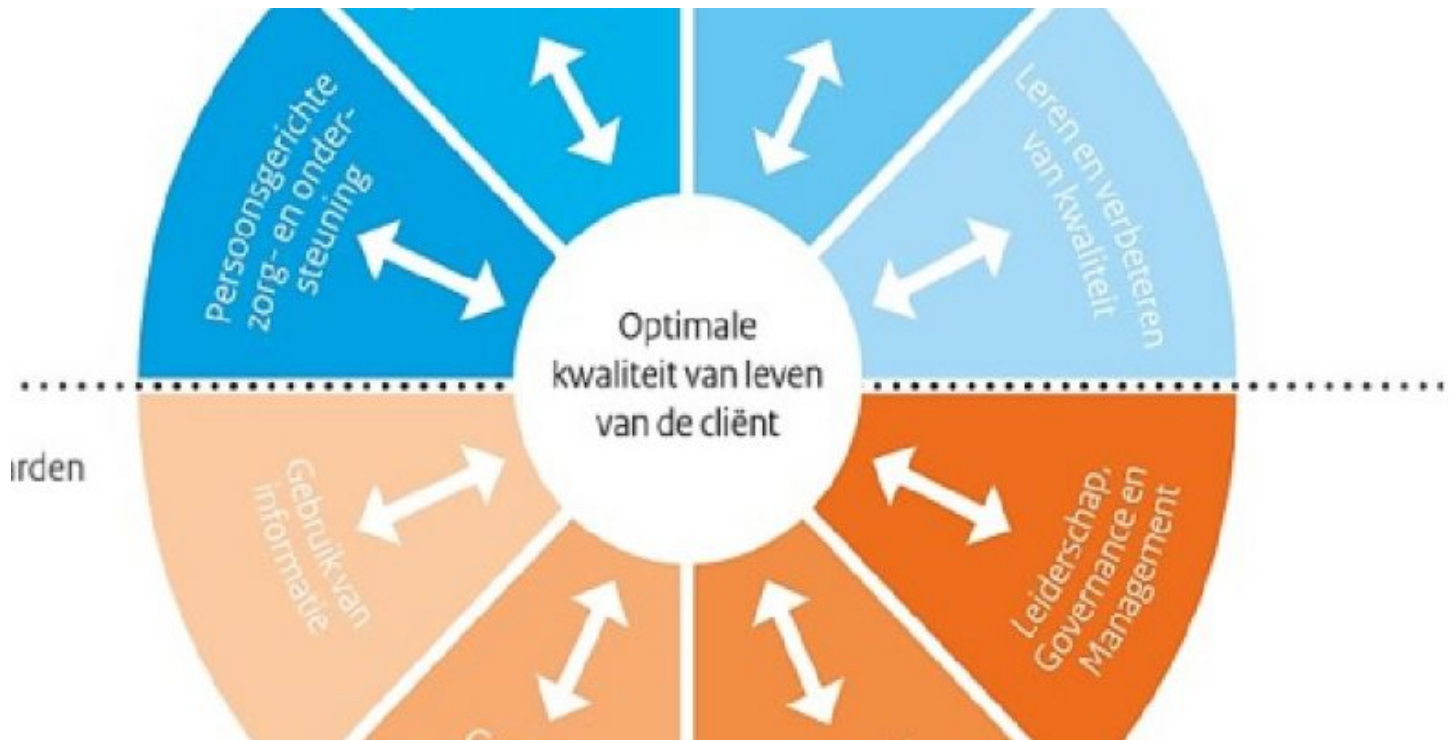 Persoonsgerichte
zorg- en onder-
steuning
Leren en verbeteren
van kwaliteit
Optimale
kwaliteit van leven
van de cliënt
Gebruik van
informatie
Leiderschap,
Governance en
Management